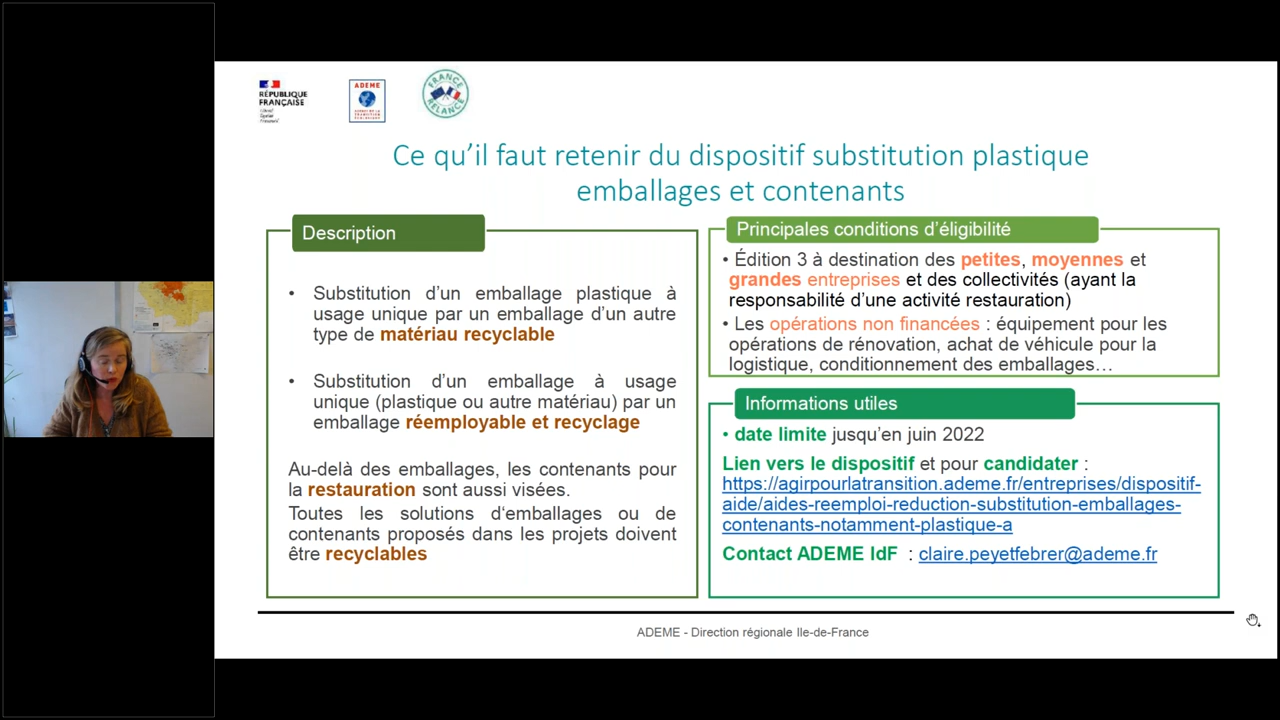 RÉPUBLIQUE
FRANÇAISE
Liberté
Égalité
Fraternité
ADEME
FRANCE
RELANCE
Ce qu'il faut retenir du dispositif substitution plastique
emballages et contenants
Description
• Substitution d'un emballage plastique à
usage unique par un emballage d'un autre
type de matériau recyclable
• Substitution d'un emballage à usage
unique (plastique ou autre matériau) par un
emballage réemployable et recyclage
Au-delà des emballages, les contenants pour
la restauration sont aussi visées.
Toutes les solutions d'emballages ou de
contenants proposés dans les projets doivent
être recyclables
Principales conditions d'éligibilité
• Édition 3 à destination des petites, moyennes et
grandes entreprises et des collectivités (ayant la
responsabilité d'une activité restauration)
• Les opérations non financées : équipement pour les
opérations de rénovation, achat de véhicule pour la
logistique, conditionnement des emballages…
Informations utiles
• date limite jusqu'en juin 2022
Lien vers le dispositif et pour candidater :
https://agirpourlatransition.ademe.fr/entreprises/dispositif-
aide/aides-reemploi-reduction-substitution-emballages-
contenants-notamment-plastique-a
Contact ADEME IdF : claire.peyetfebrer@ademe.fr
ADEME - Direction régionale Ile-de-France